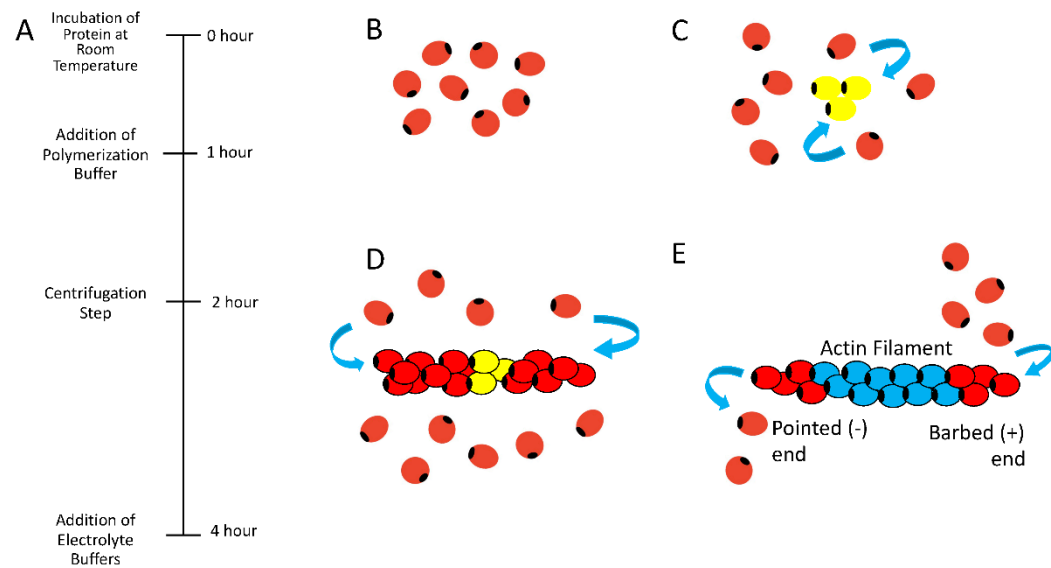 A
Incubation of
Protein at
Room
Temperature
0 hour
Addition of
Polymerization
Buffer
1 hour
Centrifugation
Step
2 hour
Addition of
Electrolyte
Buffers
4 hour
B
C
D
E
Actin Filament
Pointed (-)
end
Barbed (+)
end